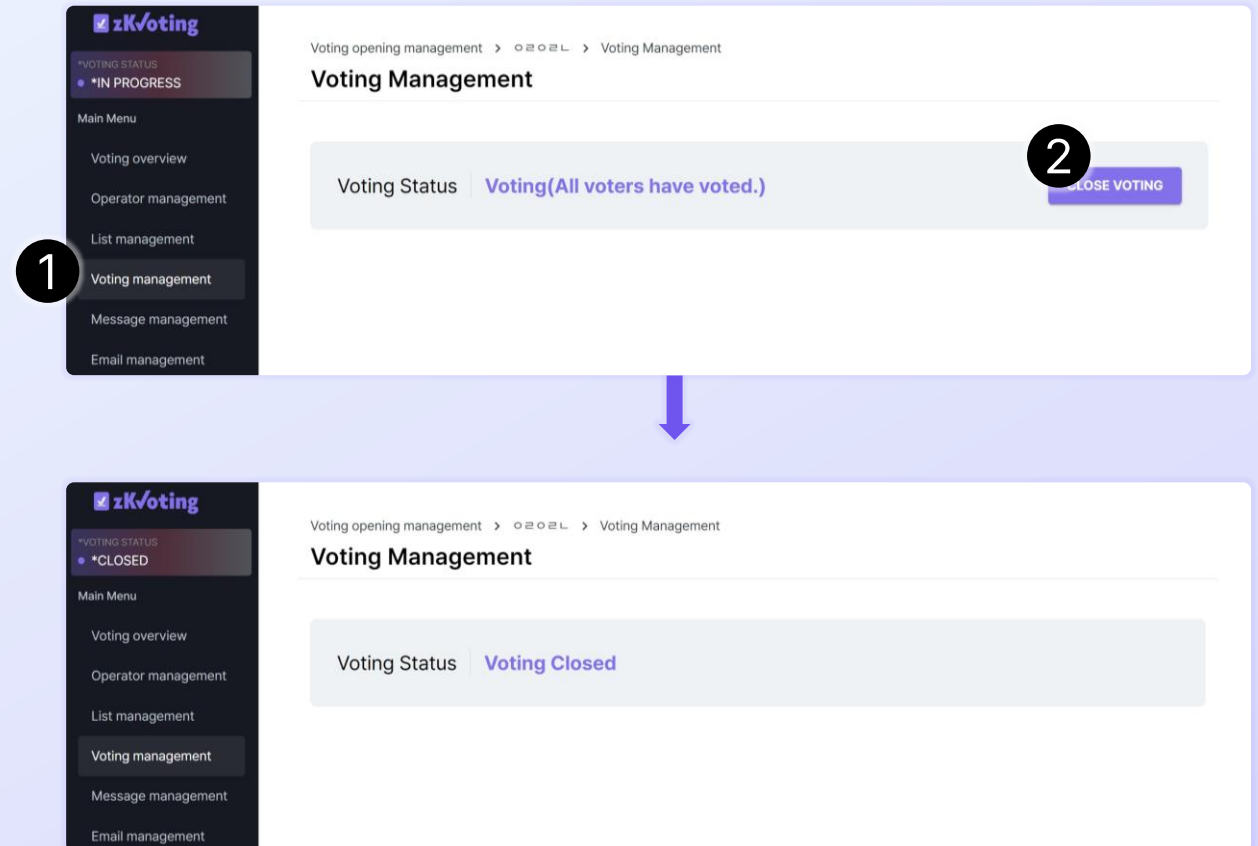 zKVoting
*VOTING STATUS
*IN PROGRESS
Main Menu
Voting overview
Operator management
List management
1
Voting management
Message management
Email management
Voting opening management > ㅇㄹㅇㄹㄴ > Voting Management
Voting Management
Voting Status Voting(All voters have voted.)
2
CLOSE VOTING
zKVoting
*VOTING STATUS
*CLOSED
Main Menu
Voting overview
Operator management
List management
Voting management
Message management
Email management
Voting opening management > ㅇㄹㅇㄹㄴ > Voting Management
Voting Management
Voting Status Voting Closed